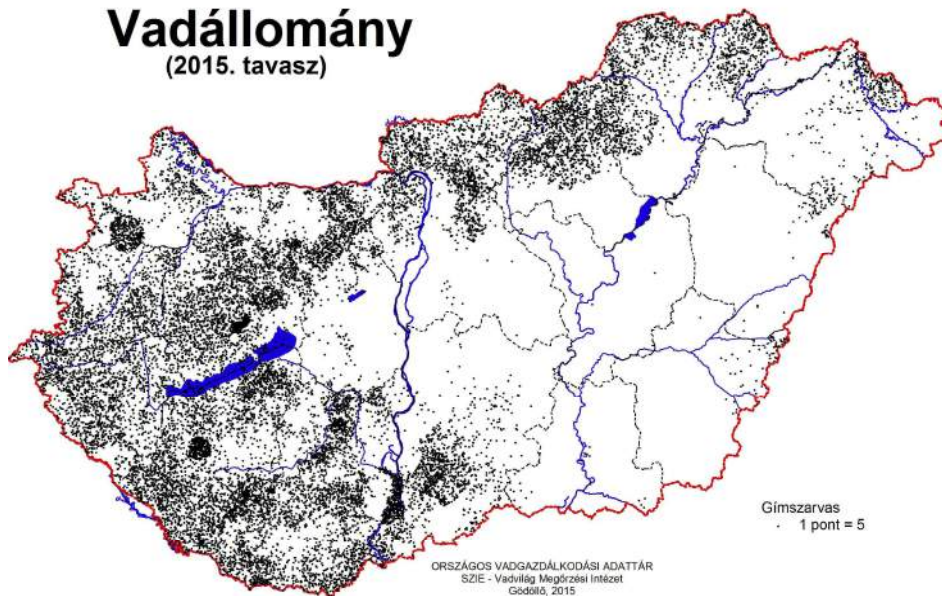 Vadállomány
(2015. tavasz)
Gímszarvas
1 pont = 5
ORSZÁGOS VADGAZDÁLKODÁSI ADATTÁR
SZIE - Vadvilág Megőrzési Intézet
Gödöllő, 2015